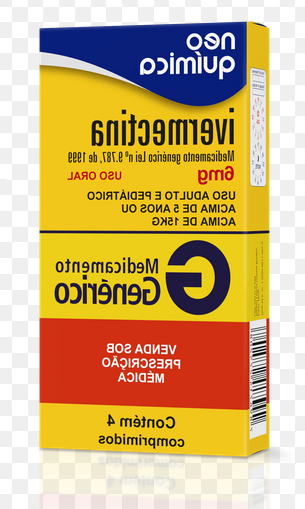 neo
química
ivermectina
Medicamento genérico Lei nº 9.787, de 1999
6mg USO ORAL
USO ADULTO E PEDIÁTRICO
ACIMA DE 5 ANOS OU
ACIMA DE 15KG
G Medicamento
Genérico
VENDA SOB
PRESCRIÇÃO
MÉDICA
Contém 4
comprimidos